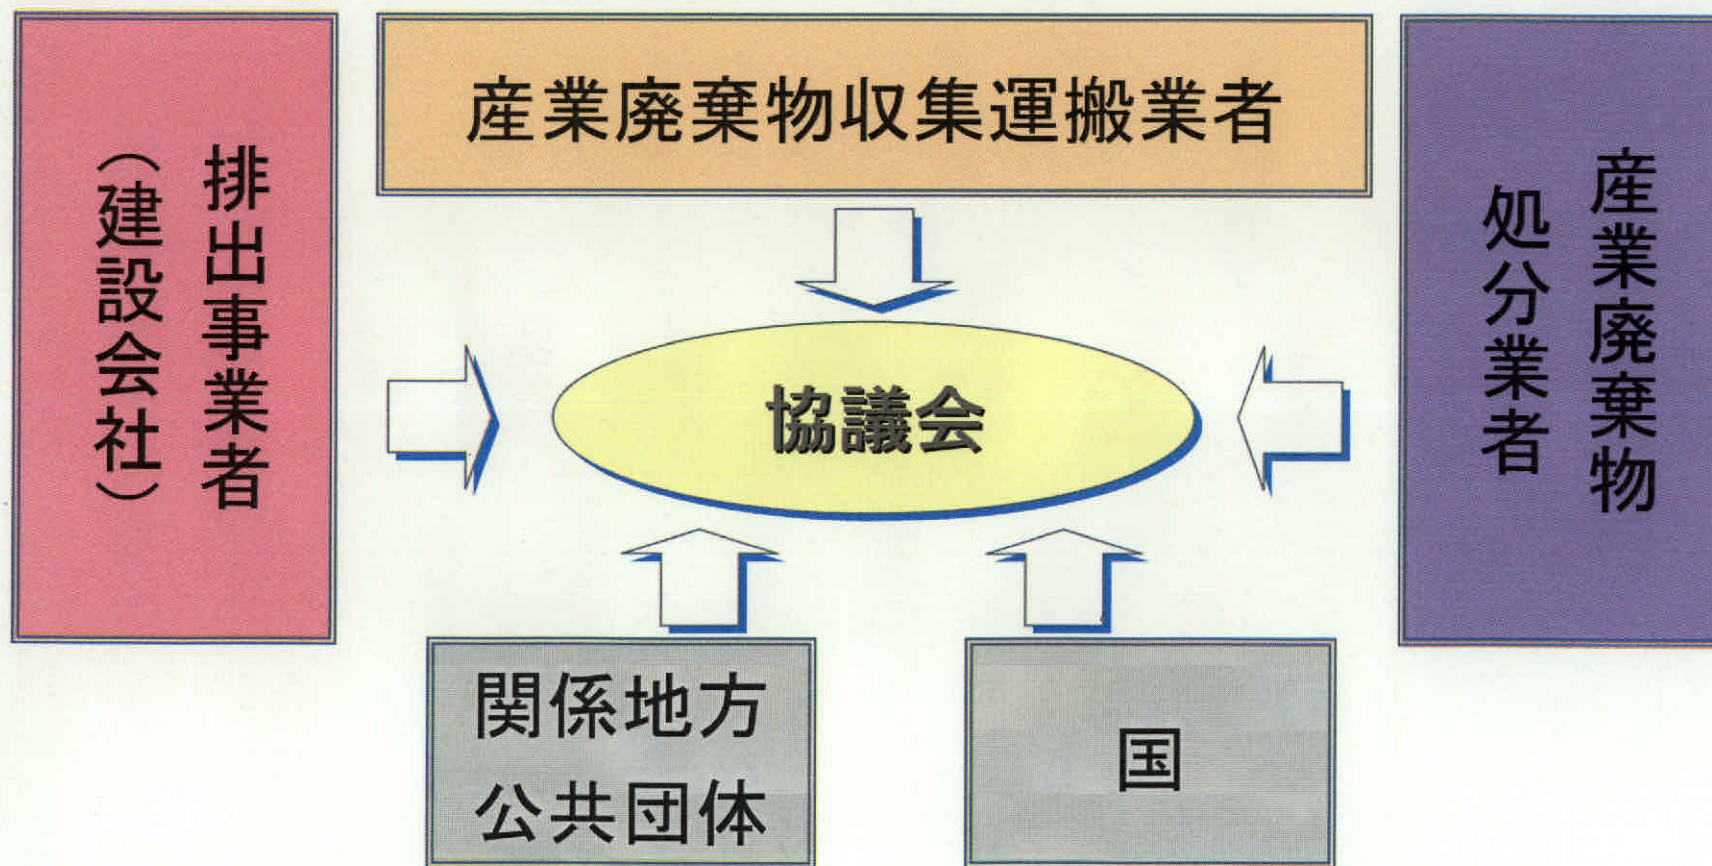 産業廃棄物収集運搬業者
排出事業者
（建設会社）
協議会
産業廃棄物
処分業者
関係地方
公共団体
国